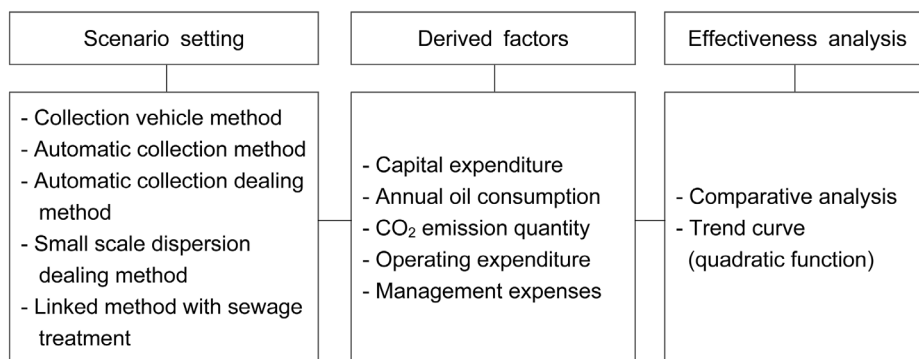 Scenario setting
Derived factors
Effectiveness analysis
- Collection vehicle method
- Automatic collection method
- Automatic collection dealing
method
- Small scale dispersion
dealing method
- Linked method with sewage
treatment
- Capital expenditure
- Annual oil consumption
- CO₂ emission quantity
- Operating expenditure
- Management expenses
- Comparative analysis
- Trend curve
(quadratic function)